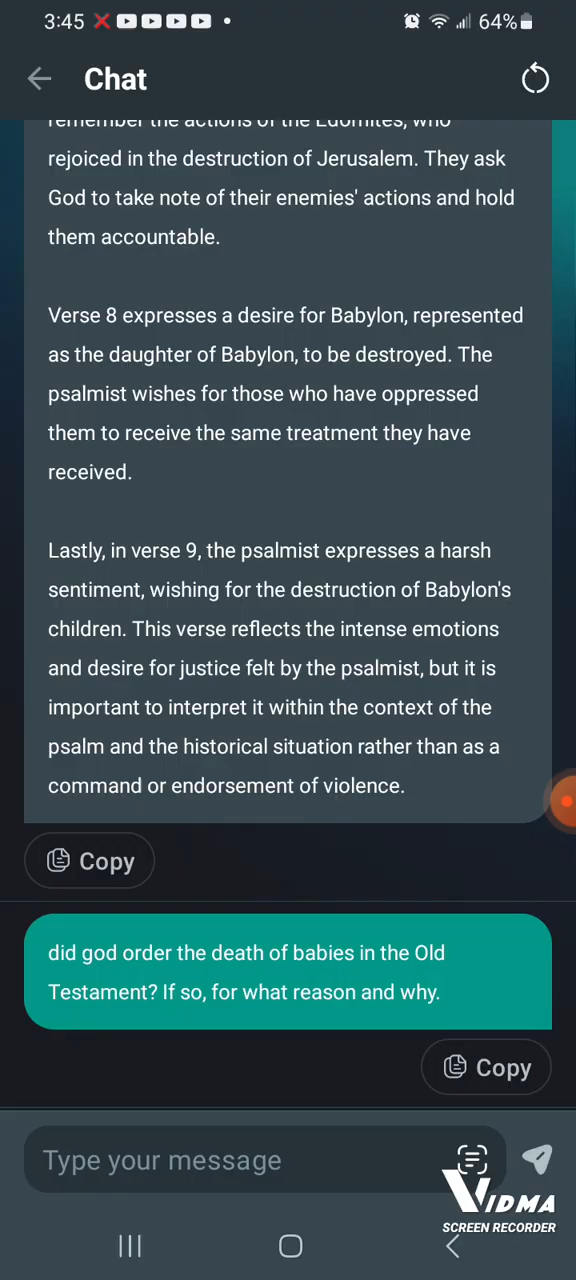 3:45
64%
Chat
remember the actions of the Edomites, who
rejoiced in the destruction of Jerusalem. They ask
God to take note of their enemies' actions and hold
them accountable.
Verse 8 expresses a desire for Babylon, represented
as the daughter of Babylon, to be destroyed. The
psalmist wishes for those who have oppressed
them to receive the same treatment they have
received.
Lastly, in verse 9, the psalmist expresses a harsh
sentiment, wishing for the destruction of Babylon's
children. This verse reflects the intense emotions
and desire for justice felt by the psalmist, but it is
important to interpret it within the context of the
psalm and the historical situation rather than as a
command or endorsement of violence.
Copy
did god order the death of babies in the Old
Testament? If so, for what reason and why.
Copy
Type your message
VIDMA
SCREEN RECORDER